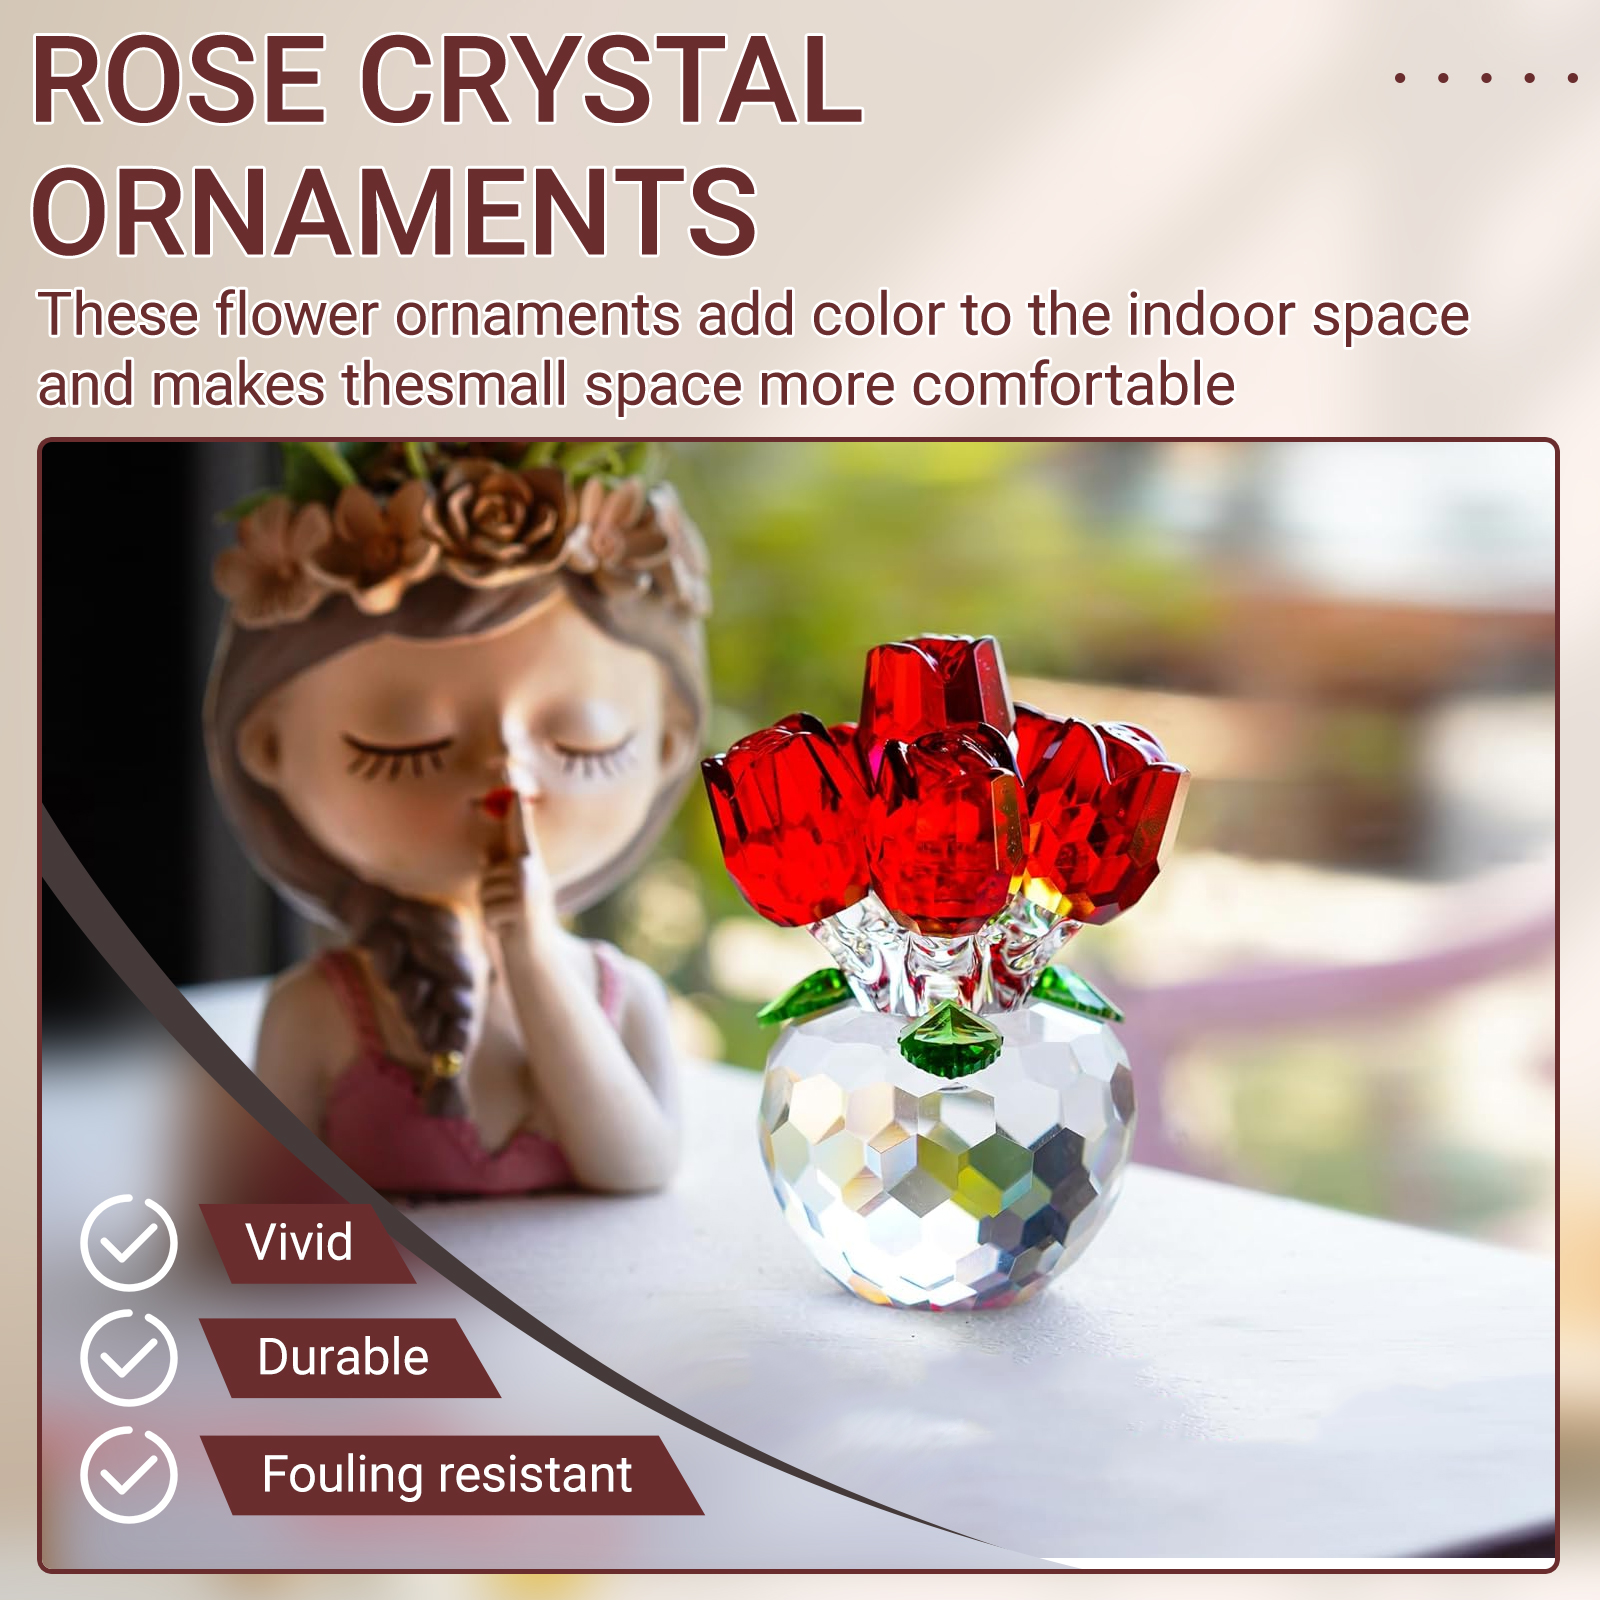 ROSE CRYSTAL
ORNAMENTS
These flower ornaments add color to the indoor space
and makes thesmall space more comfortable
Vivid
Durable
Fouling resistant